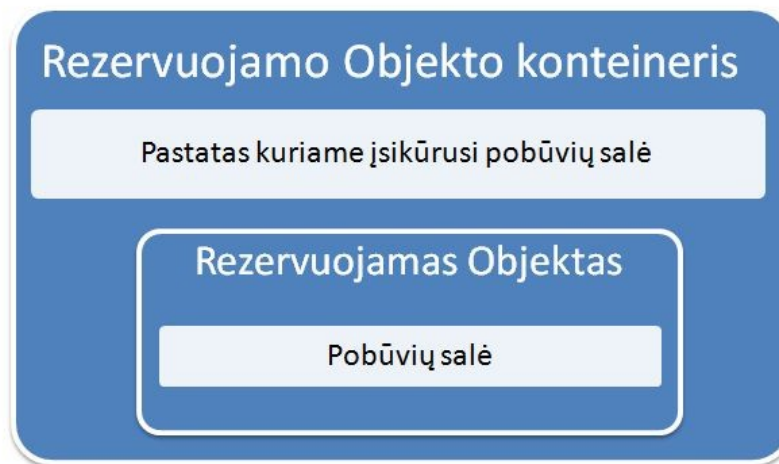 Rezervuojamo Objekto konteineris
Pastatas kuriame įsikūrusi pobūvių salė
Rezervuojamas Objektas
Pobūvių salė